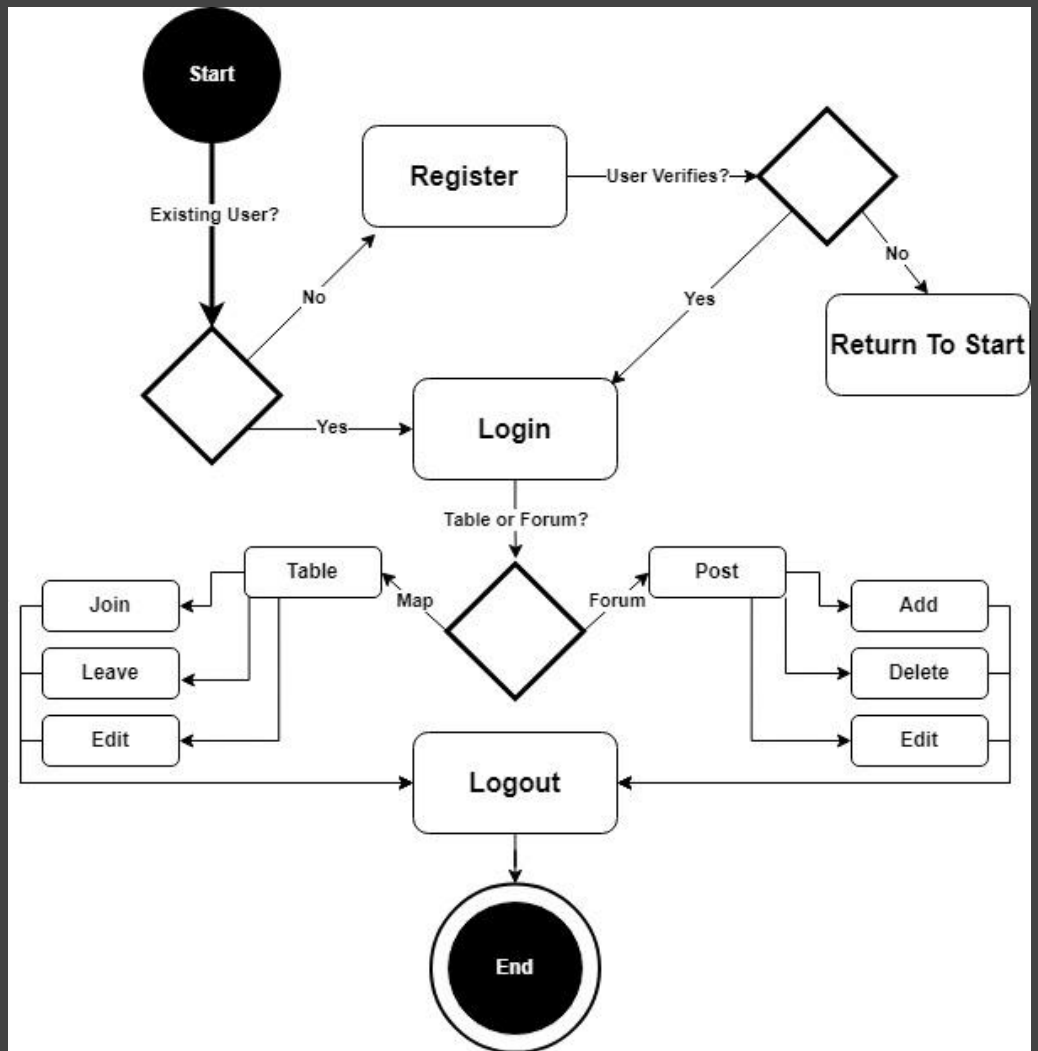 Start
Existing User?
Register
User Verifies?
No
No
Yes
Return To Start
Yes
Login
Table or Forum?
Table
Map
Forum
Post
Join
Leave
Edit
Add
Delete
Edit
Logout
End